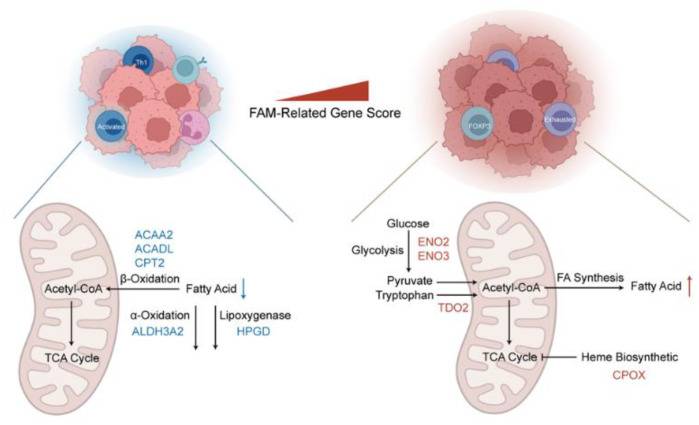 Th1
Activated
FAM-Related Gene Score
FOXP3
Exhausted
ACAA2
ACADL
CPT2
β-Oxidation
Acetyl-CoA
Fatty Acid
α-Oxidation
Lipoxygenase
ALDH3A2
HPGD
TCA Cycle
Glucose
Glycolysis
ENO2
ENO3
Pyruvate
Tryptophan
TDO2
Acetyl-CoA
FA Synthesis
Fatty Acid
TCA Cycle
Heme Biosynthetic
CPOX